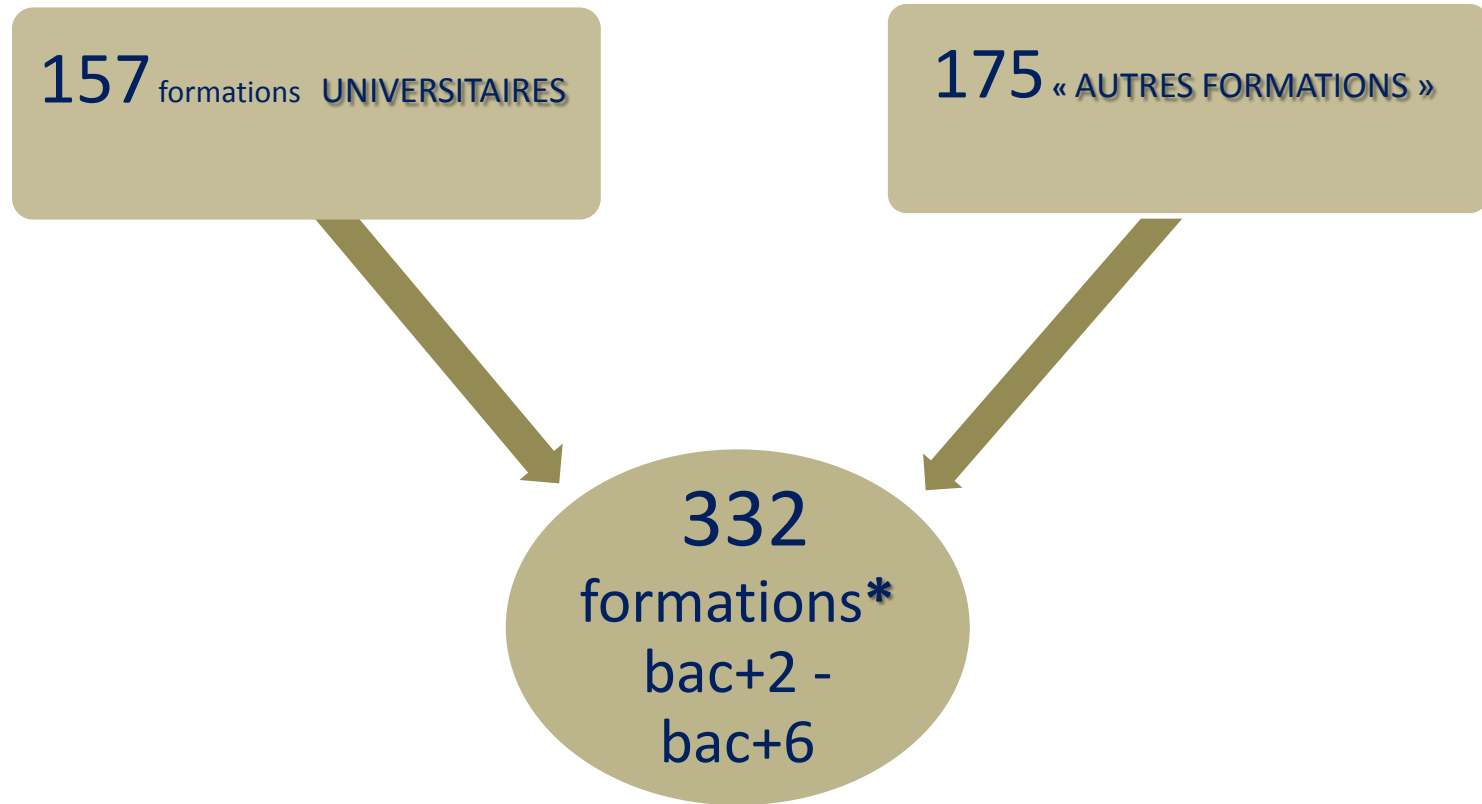 157 formations UNIVERSITAIRES
175 « AUTRES FORMATIONS »
332
formations*
bac+2 -
bac+6